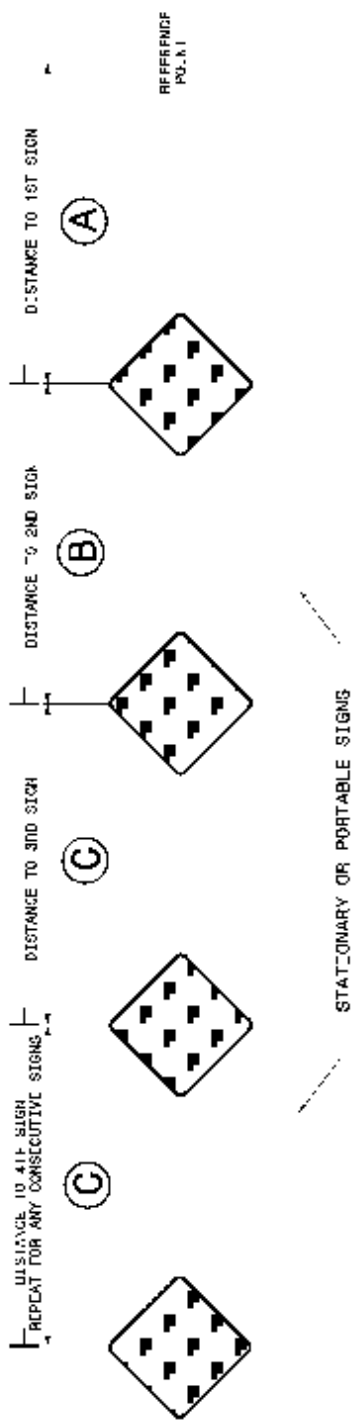 DISTANCE TO 4TH SIGN
REPEAT FOR ANY CONSECUTIVE SIGNS
DISTANCE TO 3RD SIGN
DISTANCE TO 2ND SIGN
DISTANCE TO 1ST SIGN
C
C
B
A
REFERENCE
POINT
STATIONARY OR PORTABLE SIGNS